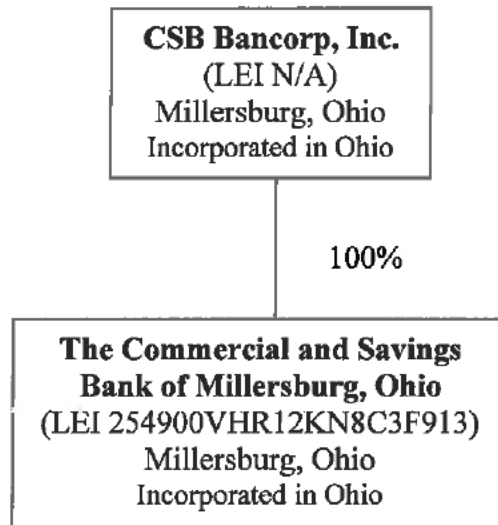 CSB Bancorp, Inc.
(LEI N/A)
Millersburg, Ohio
Incorporated in Ohio
100%
The Commercial and Savings
Bank of Millersburg, Ohio
(LEI 254900VHR12KN8C3F913)
Millersburg, Ohio
Incorporated in Ohio